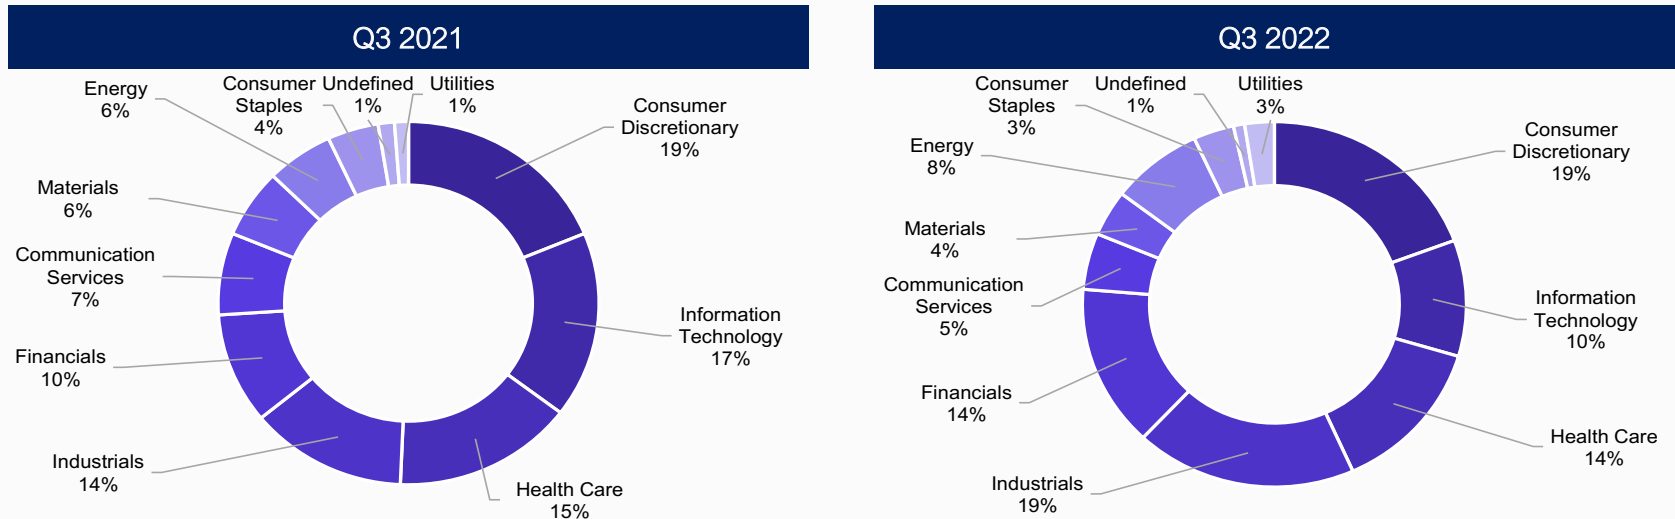 Q3 2021
Consumer
Discretionary
19%
Information
Technology
17%
Health Care
15%
Industrials
14%
Financials
10%
Communication
Services
7%
Materials
6%
Energy
6%
Consumer
Staples
4%
Undefined
1%
Utilities
1%
Q3 2022
Consumer
Discretionary
19%
Information
Technology
10%
Health Care
14%
Industrials
19%
Financials
14%
Communication
Services
5%
Materials
4%
Energy
8%
Consumer
Staples
3%
Undefined
1%
Utilities
3%